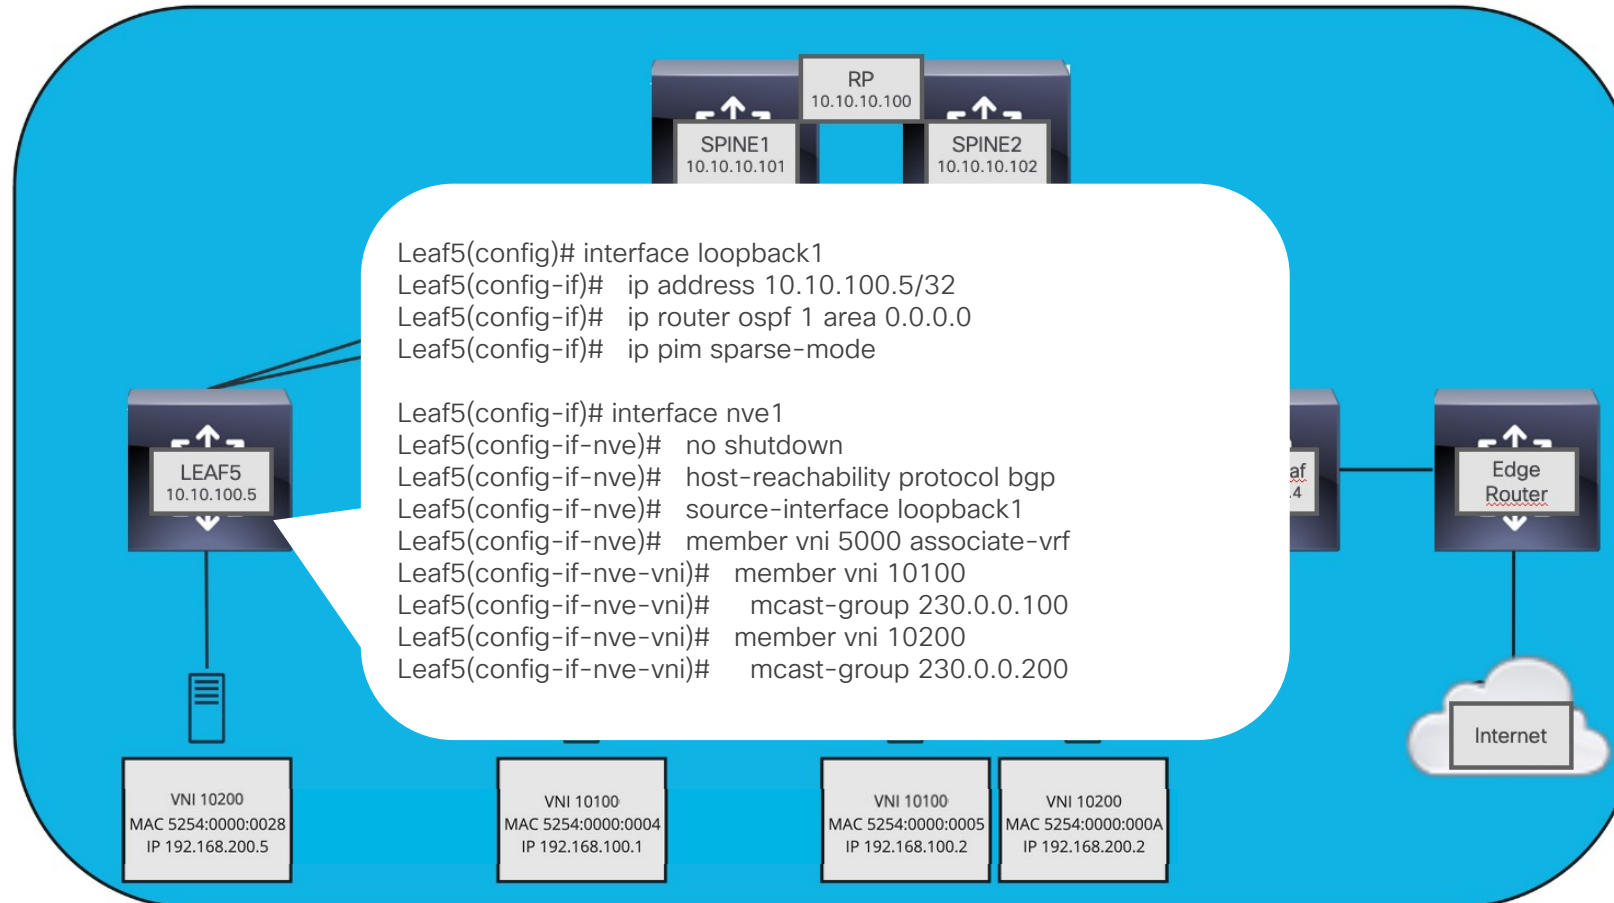 RP
10.10.10.100
SPINE1
10.10.10.101
SPINE2
10.10.10.102
Leaf5(config)# interface loopback1
Leaf5(config-if)#   ip address 10.10.100.5/32
Leaf5(config-if)#   ip router ospf 1 area 0.0.0.0
Leaf5(config-if)#   ip pim sparse-mode
Leaf5(config-if)# interface nve1
Leaf5(config-if-nve)#   no shutdown
Leaf5(config-if-nve)#   host-reachability protocol bgp
Leaf5(config-if-nve)#   source-interface loopback1
Leaf5(config-if-nve)#   member vni 5000 associate-vrf
Leaf5(config-if-nve-vni)#   member vni 10100
Leaf5(config-if-nve-vni)#     mcast-group 230.0.0.100
Leaf5(config-if-nve-vni)#   member vni 10200
Leaf5(config-if-nve-vni)#     mcast-group 230.0.0.200
LEAF5
10.10.100.5
af
.4
Edge
Router
Internet
VNI 10200
MAC 5254:0000:0028
IP 192.168.200.5
VNI 10100
MAC 5254:0000:0004
IP 192.168.100.1
VNI 10100
MAC 5254:0000:0005
IP 192.168.100.2
VNI 10200
MAC 5254:0000:000A
IP 192.168.200.2